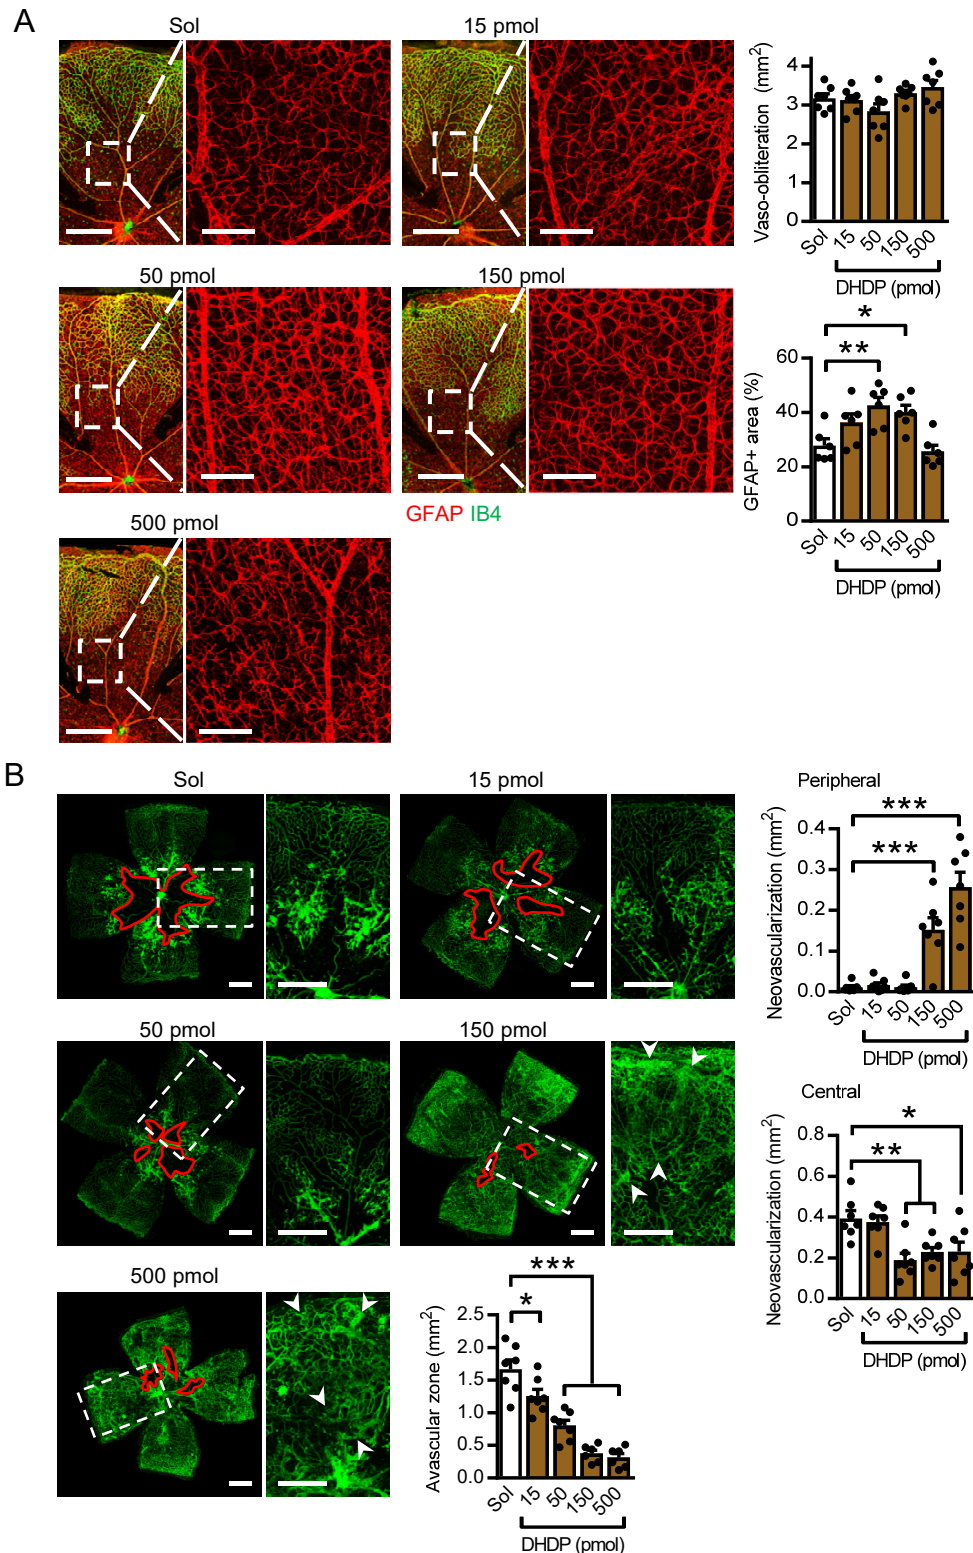 A
Sol
15 pmol
50 pmol
150 pmol
500 pmol
GFAP IB4
Vaso-obliteration (mm²)
4
3
2
1
0
Sol
15
50
150
500
DHDP (pmol)
GFAP+ area (%)
60
40
20
0
*
**
Sol
15
50
150
500
DHDP (pmol)
B
Sol
15 pmol
50 pmol
150 pmol
500 pmol
Peripheral
Neovascularization (mm²)
0.4
0.3
0.2
0.1
0.0
***
***
Sol
15
50
150
500
DHDP (pmol)
Central
Neovascularization (mm²)
0.8
0.6
0.4
0.2
0.0
*
**
Sol
15
50
150
500
DHDP (pmol)
Avascular zone (mm²)
2.5
2.0
1.5
1.0
0.5
0.0
***
*
Sol
15
50
150
500
DHDP (pmol)